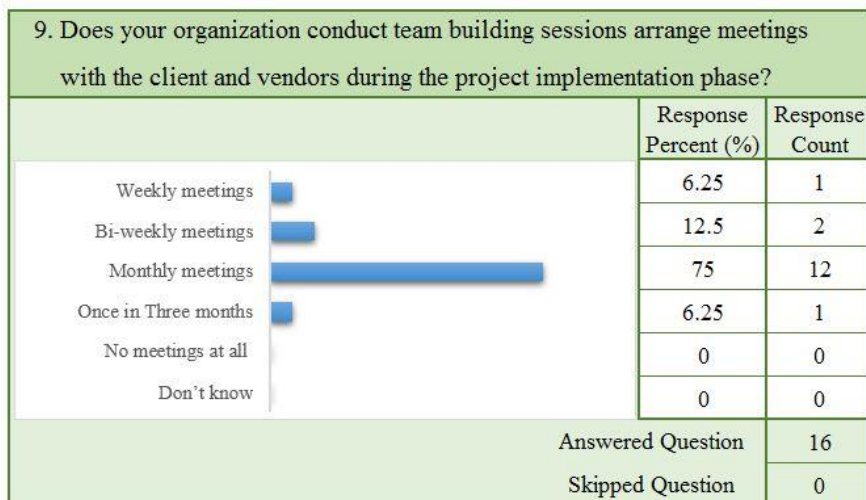 9. Does your organization conduct team building sessions arrange meetings
with the client and vendors during the project implementation phase?
Response Percent (%)
Response Count
Weekly meetings 6.25 1
Bi-weekly meetings 12.5 2
Monthly meetings 75 12
Once in Three months 6.25 1
No meetings at all 0 0
Don't know 0 0
Answered Question 16
Skipped Question 0